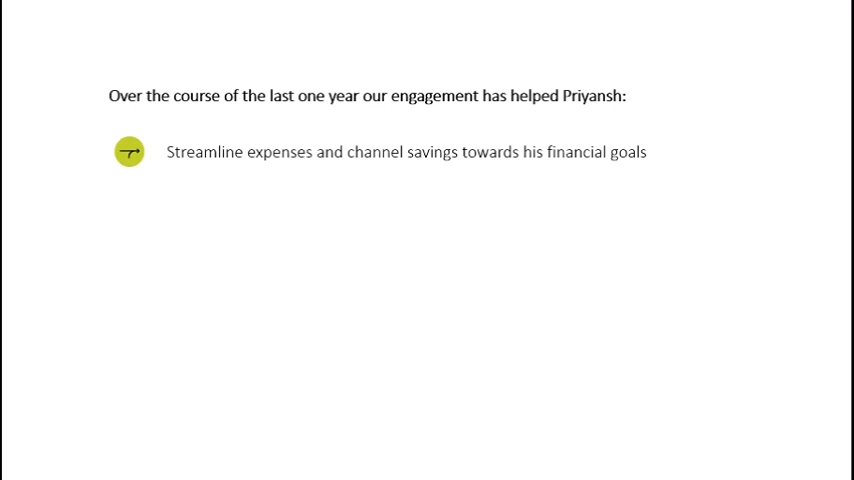 Over the course of the last one year our engagement has helped Priyansh:
Streamline expenses and channel savings towards his financial goals